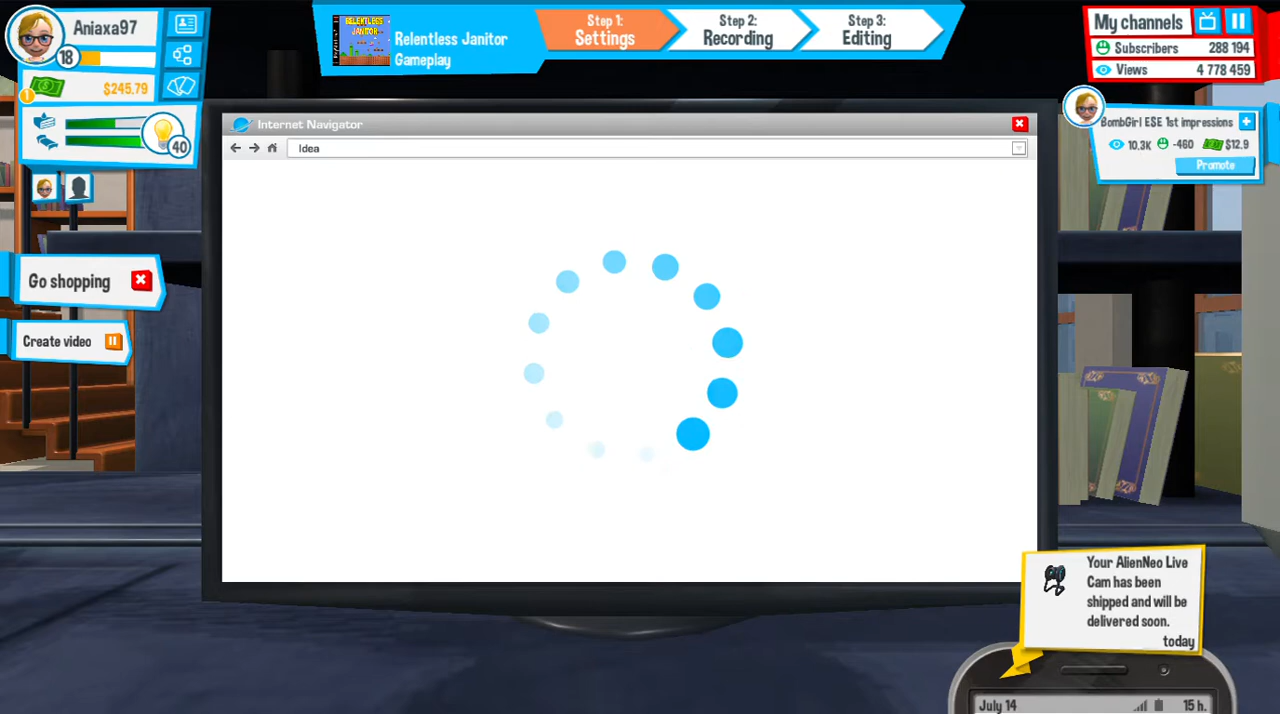 Aniaxa97
18
$245.79
1
40
Go shopping
Create video
RELENTLESS
JANITOR
Relentless Janitor
Gameplay
Step 1:
Settings
Step 2:
Recording
Step 3:
Editing
My channels
Subscribers 288 194
Views 4 778 459
BombGirl ESE 1st impressions
10.3K -460 $12.9
Promote
Internet Navigator
Idea
Your AlienNeo Live
Cam has been
shipped and will be
delivered soon.
today
July 14 15 h.